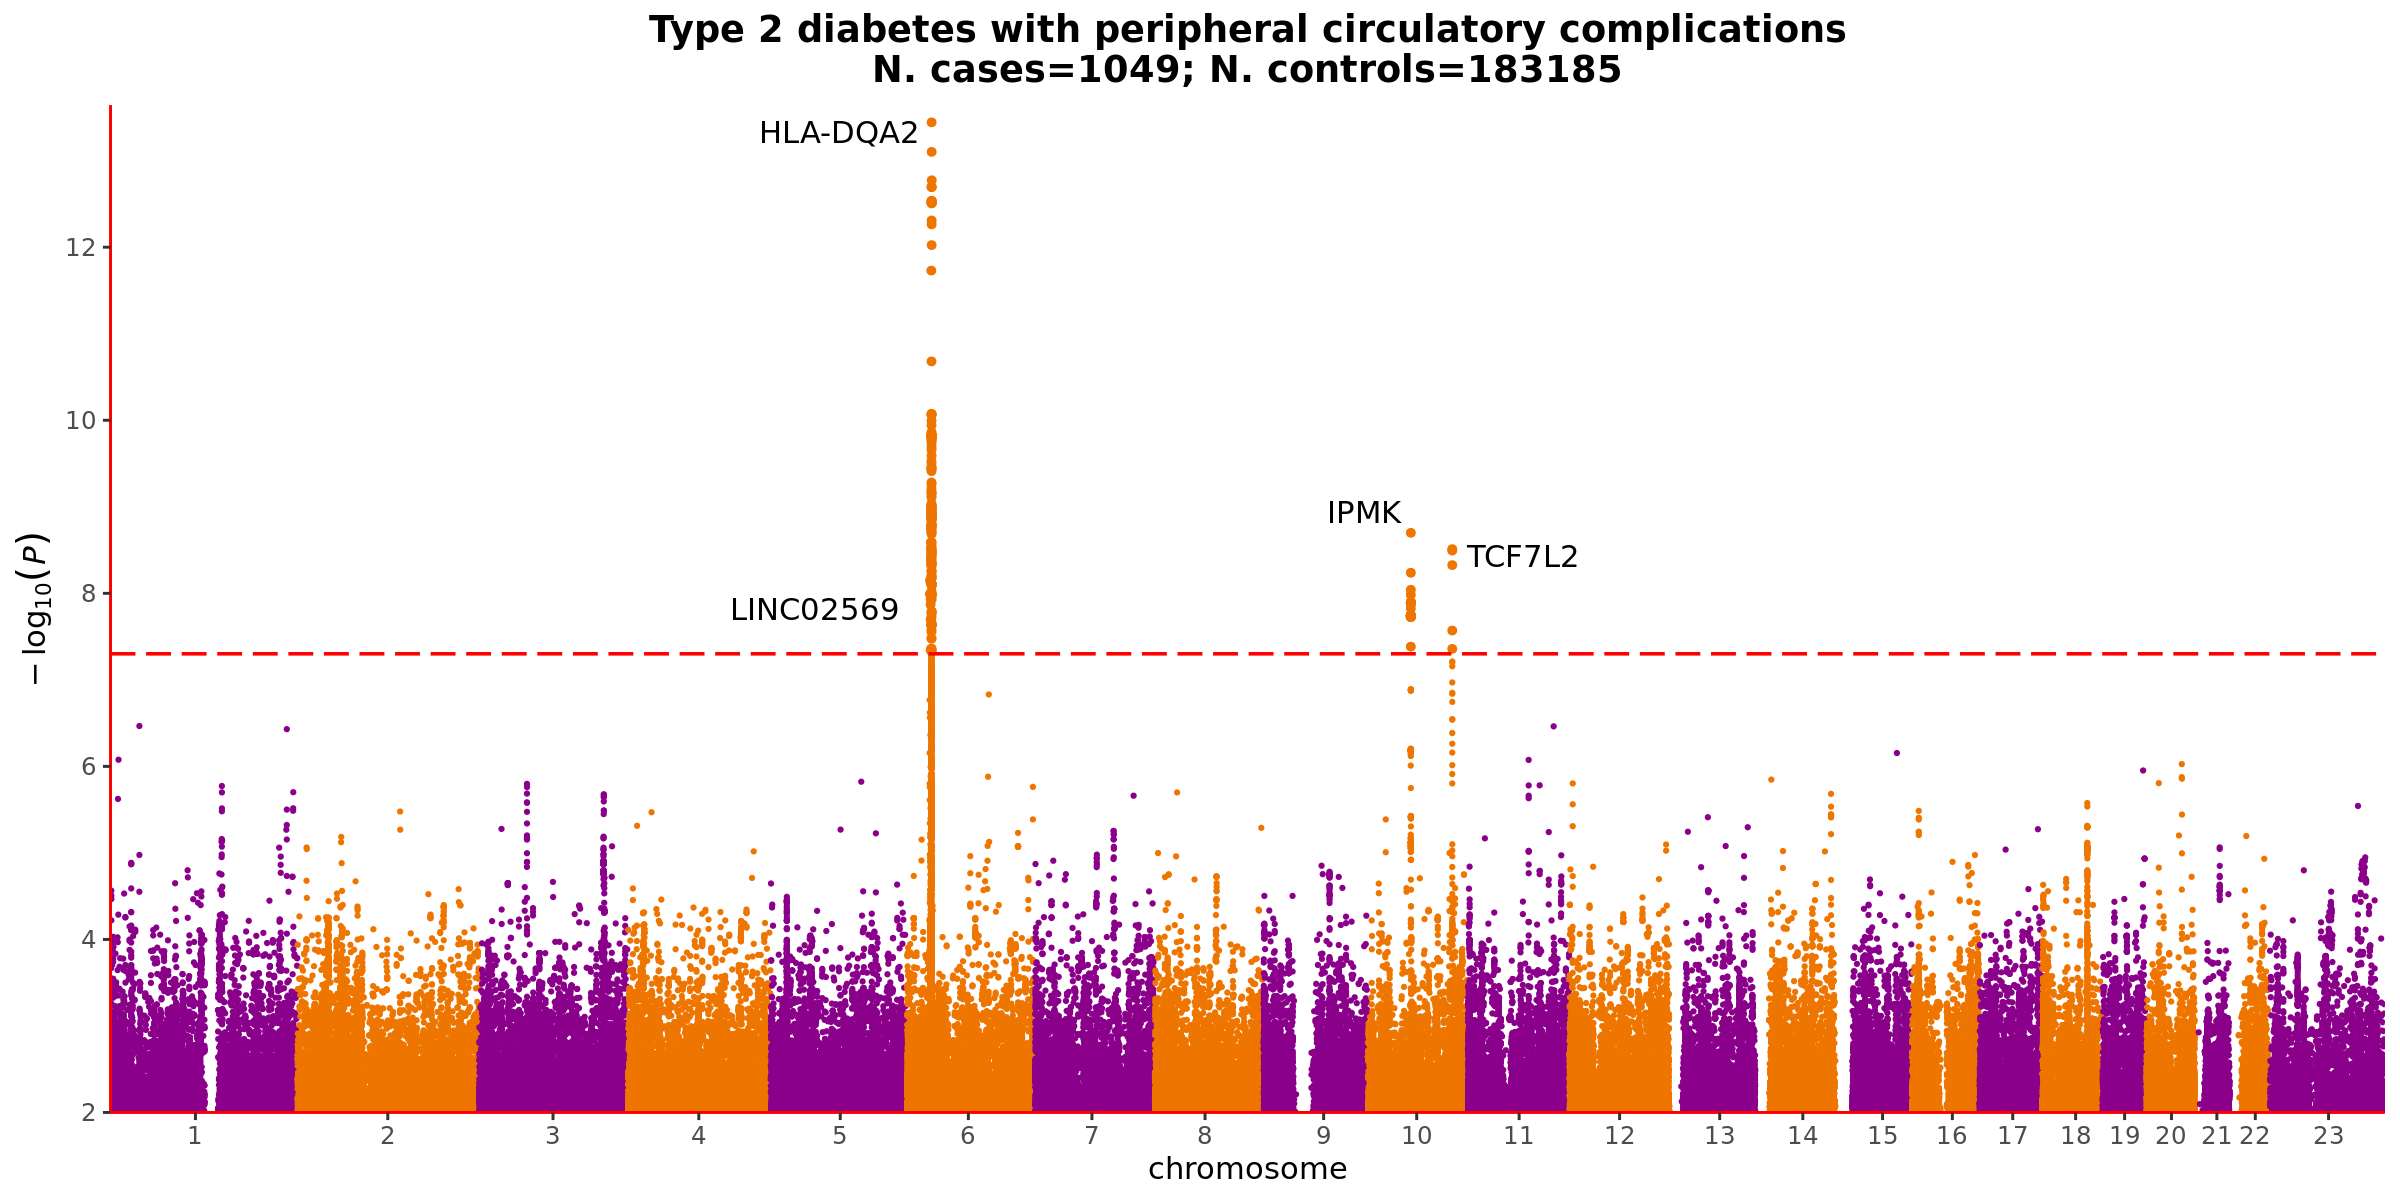 Type 2 diabetes with peripheral circulatory complications
N. cases=1049; N. controls=183185
HLA-DQA2
IPMK
TCF7L2
LINC02569
− log₁₀(P)
12
10
8
6
4
2
1 2 3 4 5 6 7 8 9 10 11 12 13 14 15 16 17 18 19 20 21 22 23
chromosome